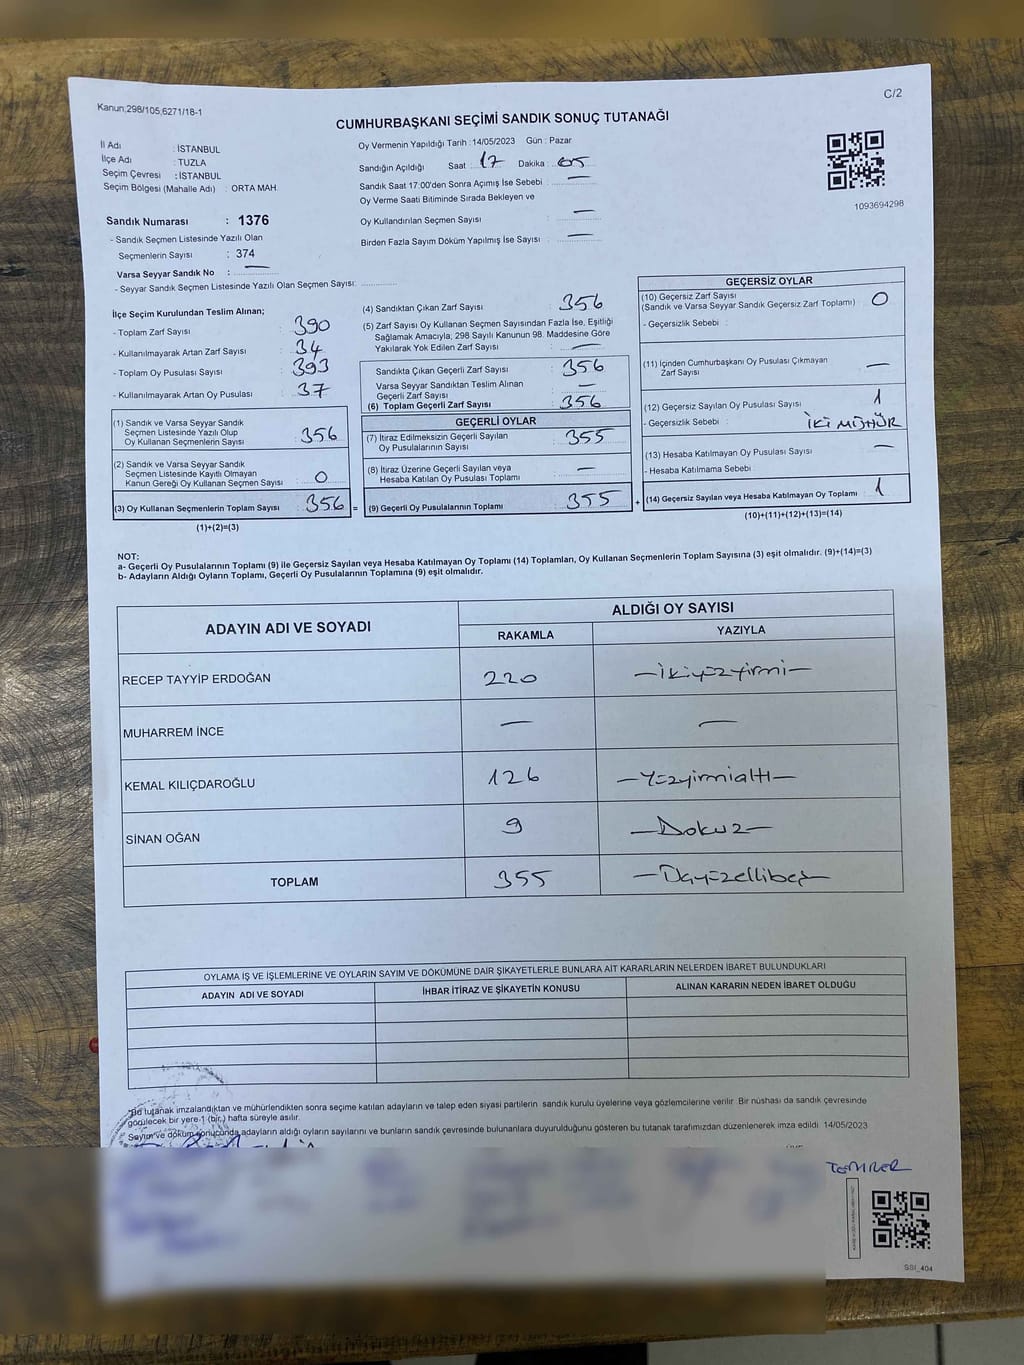 Kanun;298/105,6271/18-1
C/2
CUMHURBAŞKANI SEÇİMİ SANDIK SONUÇ TUTANAĞI
İl Adı : İSTANBUL
İlçe Adı : TUZLA
Seçim Çevresi : İSTANBUL
Seçim Bölgesi (Mahalle Adı) : ORTA MAH.
Oy Vermenin Yapıldığı Tarih : 14/05/2023 Gün : Pazar
Sandığın Açıldığı Saat : 17 Dakika : 05
Sandık Saat 17:00'den Sonra Açımış İse Sebebi : —
Oy Verme Saati Bitiminde Sırada Bekleyen ve
Oy Kullandırılan Seçmen Sayısı : —
Birden Fazla Sayım Döküm Yapılmış İse Sayısı : —
1093694298
Sandık Numarası : 1376
- Sandık Seçmen Listesinde Yazılı Olan
Seçmenlerin Sayısı : 374
Varsa Seyyar Sandık No : —
- Seyyar Sandık Seçmen Listesinde Yazılı Olan Seçmen Sayısı: ............
İlçe Seçim Kurulundan Teslim Alınan;
- Toplam Zarf Sayısı : 390
- Kullanılmayarak Artan Zarf Sayısı : 34
- Toplam Oy Pusulası Sayısı : 393
- Kullanılmayarak Artan Oy Pusulası : 37
(1) Sandık ve Varsa Seyyar Sandık
Seçmen Listesinde Yazılı Olup
Oy Kullanan Seçmenlerin Sayısı : 356
(2) Sandık ve Varsa Seyyar Sandık
Seçmen Listesinde Kayıtlı Olmayan
Kanun Gereği Oy Kullanan Seçmen Sayısı : 0
(3) Oy Kullanan Seçmenlerin Toplam Sayısı : 356 =
(1)+(2)=(3)
(4) Sandıktan Çıkan Zarf Sayısı : 356
(5) Zarf Sayısı Oy Kullanan Seçmen Sayısından Fazla İse, Eşitliği
Sağlamak Amacıyla, 298 Sayılı Kanunun 98. Maddesine Göre
Yakılarak Yok Edilen Zarf Sayısı : —
Sandıkta Çıkan Geçerli Zarf Sayısı : 356
Varsa Seyyar Sandıktan Teslim Alınan
Geçerli Zarf Sayısı : —
(6) Toplam Geçerli Zarf Sayısı : 356
GEÇERLİ OYLAR
(7) İtiraz Edilmeksizin Geçerli Sayılan
Oy Pusulasının Sayısı : 355
(8) İtiraz Üzerine Geçerli Sayılan veya
Hesaba Katılan Oy Pusulası Toplamı : —
(9) Geçerli Oy Pusulalarının Toplamı : 355 +
GEÇERSİZ OYLAR
(10) Geçersiz Zarf Sayısı
(Sandık ve Varsa Seyyar Sandık Geçersiz Zarf Toplamı) : 0
- Geçersizlik Sebebi :
(11) İçinden Cumhurbaşkanı Oy Pusulası Çıkmayan
Zarf Sayısı : —
(12) Geçersiz Sayılan Oy Pusulası Sayısı : 1
- Geçersizlik Sebebi : İKİ MÜHÜR
(13) Hesaba Katılmayan Oy Pusulası Sayısı : —
- Hesaba Katılmama Sebebi
(14) Geçersiz Sayılan veya Hesaba Katılmayan Oy Toplamı : 1
(10)+(11)+(12)+(13)=(14)
NOT:
a- Geçerli Oy Pusulalarının Toplamı (9) ile Geçersiz Sayılan veya Hesaba Katılmayan Oy Toplamı (14) Toplamları, Oy Kullanan Seçmenlerin Toplam Sayısına (3) eşit olmalıdır. (9)+(14)=(3)
b- Adayların Aldığı Oyların Toplamı, Geçerli Oy Pusulalarının Toplamına (9) eşit olmalıdır.
ADAYIN ADI VE SOYADI
ALDIĞI OY SAYISI
RAKAMLA YAZIYLA
RECEP TAYYİP ERDOĞAN 220 — ikiyüzyirmi —
MUHARREM İNCE — —
KEMAL KILIÇDAROĞLU 126 — Yüzyirmialtı —
SİNAN OĞAN 9 — Dokuz —
TOPLAM 355 — Üçyüzellibeş —
OYLAMA İŞ VE İŞLEMLERİNE VE OYLARIN SAYIM VE DÖKÜMÜNE DAİR ŞİKAYETLERLE BUNLARA AİT KARARLARIN NELERDEN İBARET BULUNDUKLARI
ADAYIN ADI VE SOYADI İHBAR İTİRAZ VE ŞİKAYETİN KONUSU ALINAN KARARIN NEDEN İBARET OLDUĞU
"Bu tutanak imzalandıktan ve mühürlendikten sonra seçime katılan adayların ve talep eden siyasi partilerin sandık kurulu üyelerine veya gözlemcilerine verilir. Bir nüshası da sandık çevresinde
görülecek bir yere 1 (bir) hafta süreyle asılır.
Sayım ve döküm sonucunda adayların aldığı oyların sayılarını ve bunların sandık çevresinde bulunanlara duyurulduğunu gösteren bu tutanak tarafımızdan düzenlenerek imza edildi. 14/05/2023
SSI_404